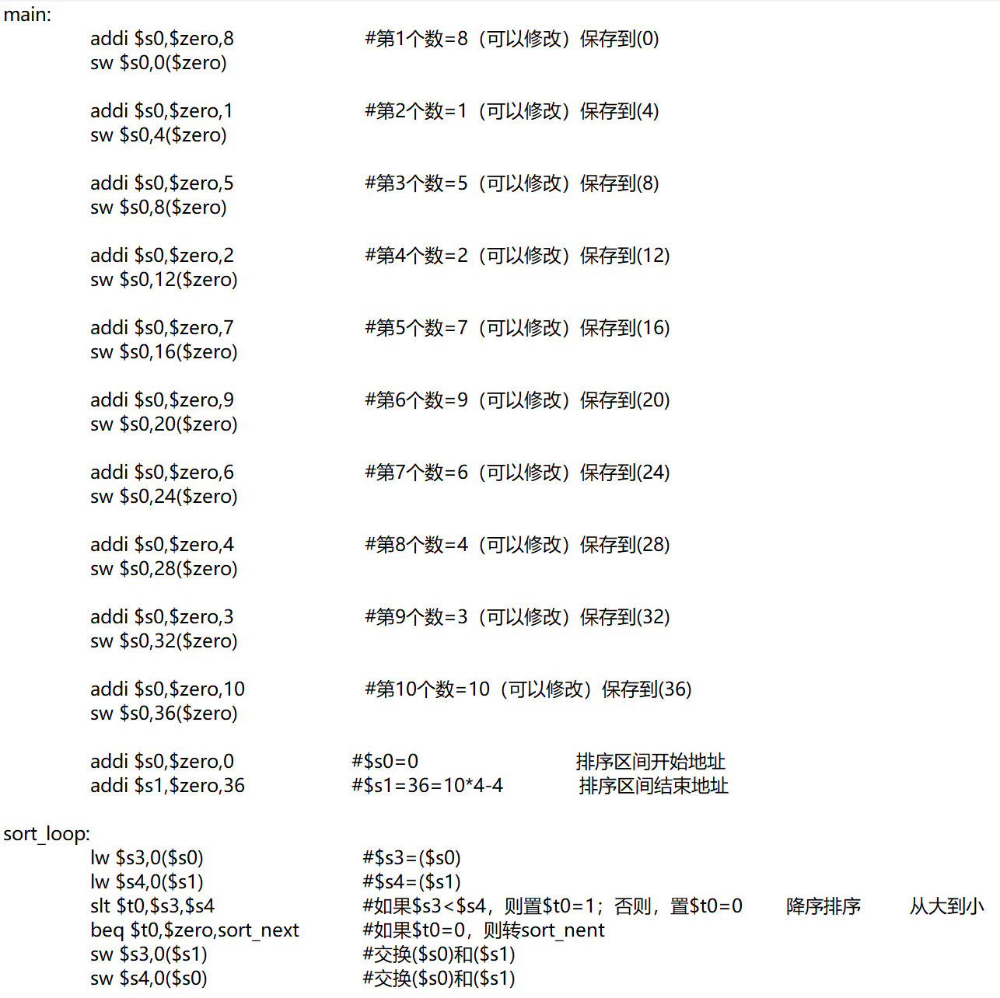 main:
addi $s0,$zero,8 #第1个数=8（可以修改）保存到(0)
sw $s0,0($zero)
addi $s0,$zero,1 #第2个数=1（可以修改）保存到(4)
sw $s0,4($zero)
addi $s0,$zero,5 #第3个数=5（可以修改）保存到(8)
sw $s0,8($zero)
addi $s0,$zero,2 #第4个数=2（可以修改）保存到(12)
sw $s0,12($zero)
addi $s0,$zero,7 #第5个数=7（可以修改）保存到(16)
sw $s0,16($zero)
addi $s0,$zero,9 #第6个数=9（可以修改）保存到(20)
sw $s0,20($zero)
addi $s0,$zero,6 #第7个数=6（可以修改）保存到(24)
sw $s0,24($zero)
addi $s0,$zero,4 #第8个数=4（可以修改）保存到(28)
sw $s0,28($zero)
addi $s0,$zero,3 #第9个数=3（可以修改）保存到(32)
sw $s0,32($zero)
addi $s0,$zero,10 #第10个数=10（可以修改）保存到(36)
sw $s0,36($zero)
addi $s0,$zero,0 #$s0=0 排序区间开始地址
addi $s1,$zero,36 #$s1=36=10*4-4 排序区间结束地址
sort_loop:
lw $s3,0($s0) #$s3=($s0)
lw $s4,0($s1) #$s4=($s1)
slt $t0,$s3,$s4 #如果$s3<$s4，则置$t0=1；否则，置$t0=0 降序排序 从大到小
beq $t0,$zero,sort_next #如果$t0=0，则转sort_nent
sw $s3,0($s1) #交换($s0)和($s1)
sw $s4,0($s0) #交换($s0)和($s1)